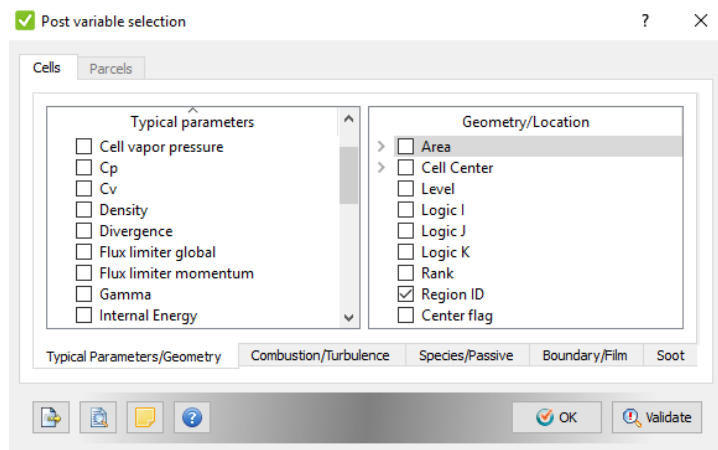 Post variable selection
?
Cells
Parcels
Typical parameters
Cell vapor pressure
Cp
Cv
Density
Divergence
Flux limiter global
Flux limiter momentum
Gamma
Internal Energy
Geometry/Location
Area
Cell Center
Level
Logic I
Logic J
Logic K
Rank
Region ID
Center flag
Typical Parameters/Geometry
Combustion/Turbulence
Species/Passive
Boundary/Film
Soot
OK
Validate